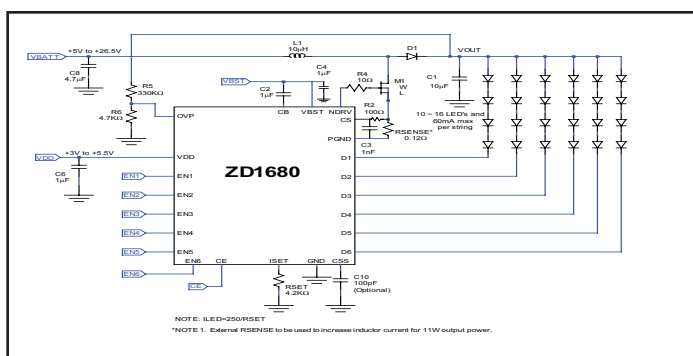 L1
10µH
D1
VBATT
+5V to +26.5V
VOUT
C8
4.7µF
VBST
C4
1µF
R4
10Ω
M1
W
L
C1
10µF
R5
330KΩ
C2
1µF
R2
100Ω
R6
4.7KΩ
CB
VBST
NDRV
OVP
CS
RSENSE*
0.12Ω
10 ~ 16 LED's and
60mA max
per string
PGND
C3
1nF
+3V to +5.5V
VDD
VDD
ZD1680
D1
C6
1µF
EN1
EN1
D2
EN2
EN2
D3
EN3
EN3
D4
EN4
EN4
D5
EN5
EN5
D6
EN6
CE
ISET
GND
CSS
EN6
CE
RSET
4.2KΩ
C10
100pF
(Optional)
NOTE: ILED=250/RSET
*NOTE 1. External RSENSE to be used to increase inductor current for 11W output power.